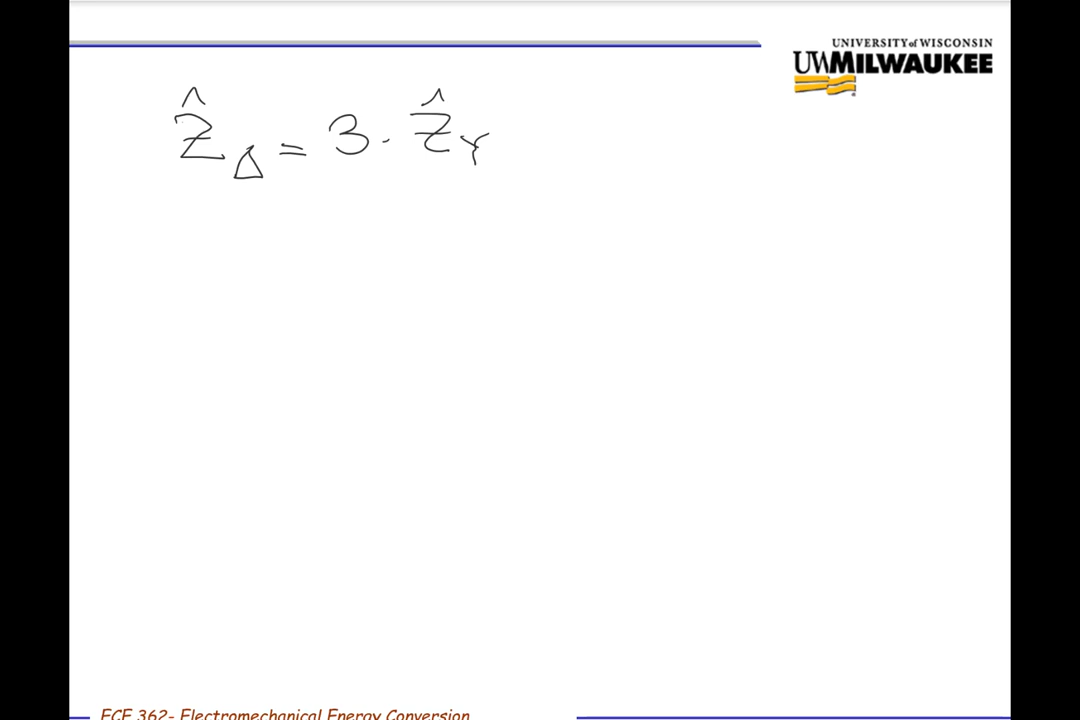 UNIVERSITY of WISCONSIN
UWMILWAUKEE
Ẑ_Δ = 3 · Ẑ_Y
ECE 362- Electromechanical Energy Conversion